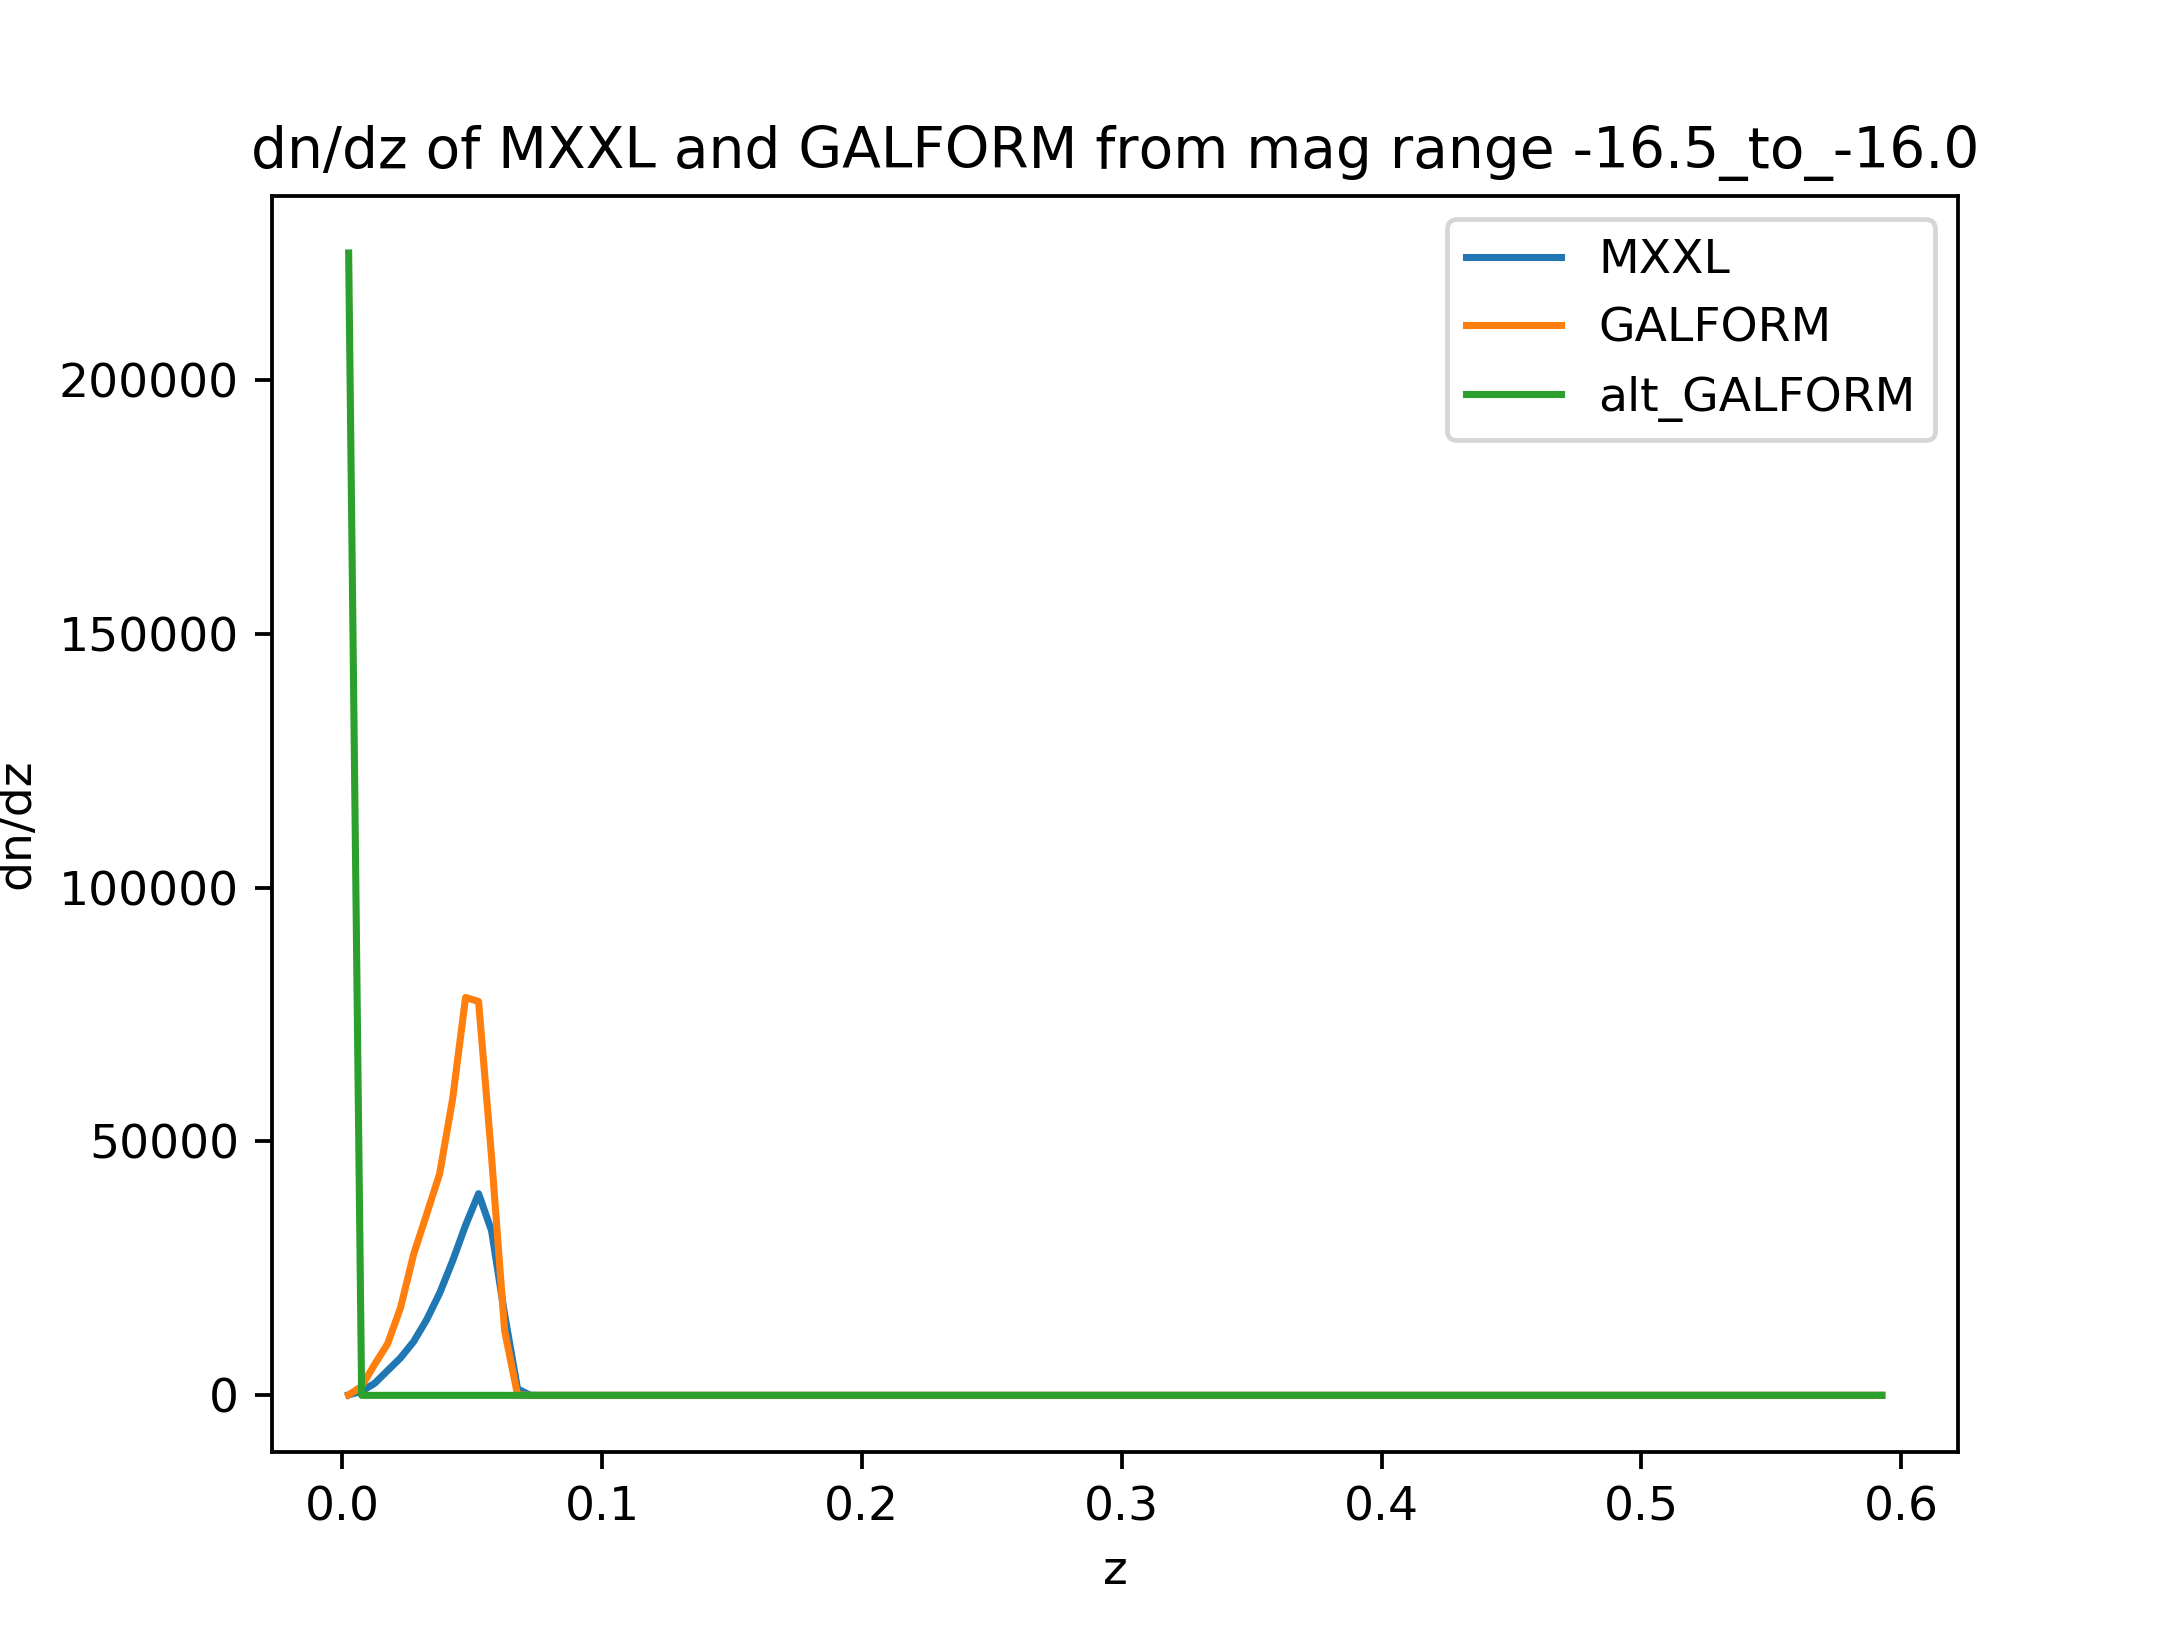 dn/dz of MXXL and GALFORM from mag range -16.5_to_-16.0
MXXL
GALFORM
alt_GALFORM
200000
150000
100000
50000
0
dn/dz
0.0 0.1 0.2 0.3 0.4 0.5 0.6
z